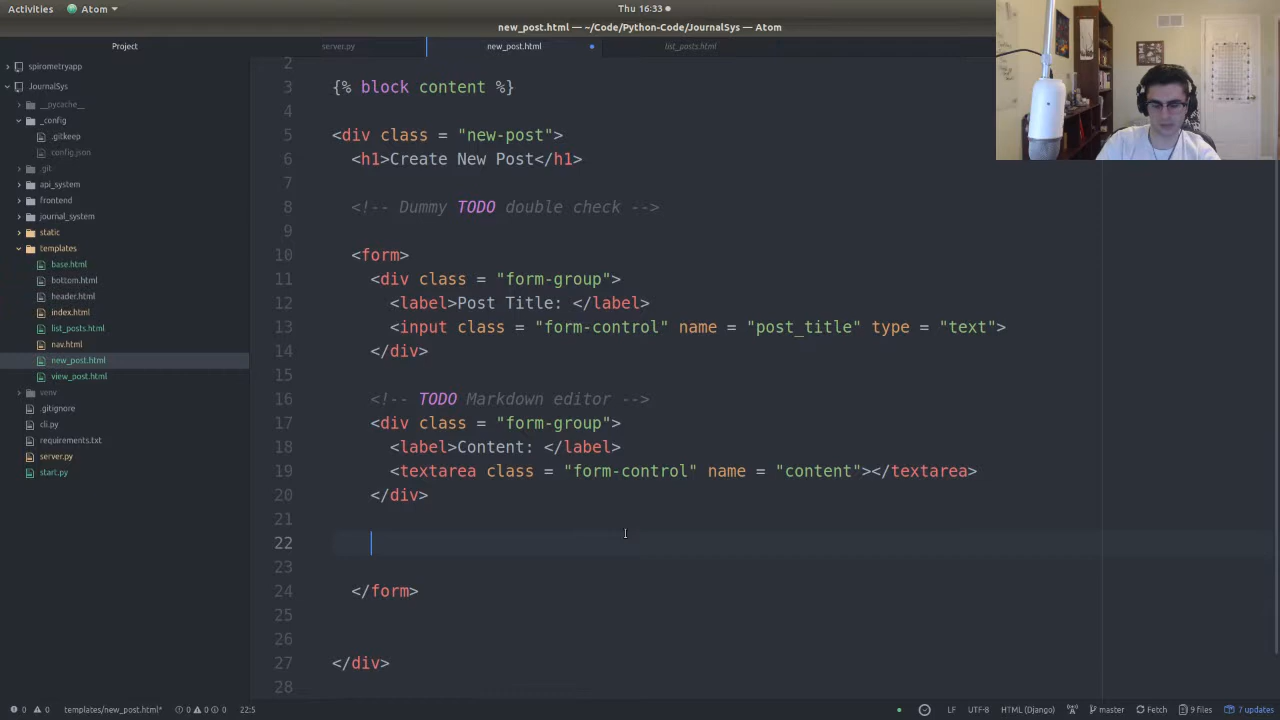 Activities
Atom
Thu 16:33
new_post.html — ~/Code/Python-Code/JournalSys — Atom
Project
server.py
new_post.html
list_posts.html
spirometryapp
JournalSys
__pycache__
_config
.gitkeep
config.json
.git
api_system
frontend
journal_system
static
templates
base.html
bottom.html
header.html
index.html
list_posts.html
nav.html
new_post.html
view_post.html
venv
.gitignore
cli.py
requirements.txt
server.py
start.py
2
3 {% block content %}
4
5 <div class = "new-post">
6 <h1>Create New Post</h1>
7
8 <!-- Dummy TODO double check -->
9
10 <form>
11 <div class = "form-group">
12 <label>Post Title: </label>
13 <input class = "form-control" name = "post_title" type = "text">
14 </div>
15
16 <!-- TODO Markdown editor -->
17 <div class = "form-group">
18 <label>Content: </label>
19 <textarea class = "form-control" name = "content"></textarea>
20 </div>
21
22
23
24 </form>
25
26
27 </div>
28
0 0 templates/new_post.html* 0 0 0 22:5 LF UTF-8 HTML (Django) master Fetch 9 files 7 updates